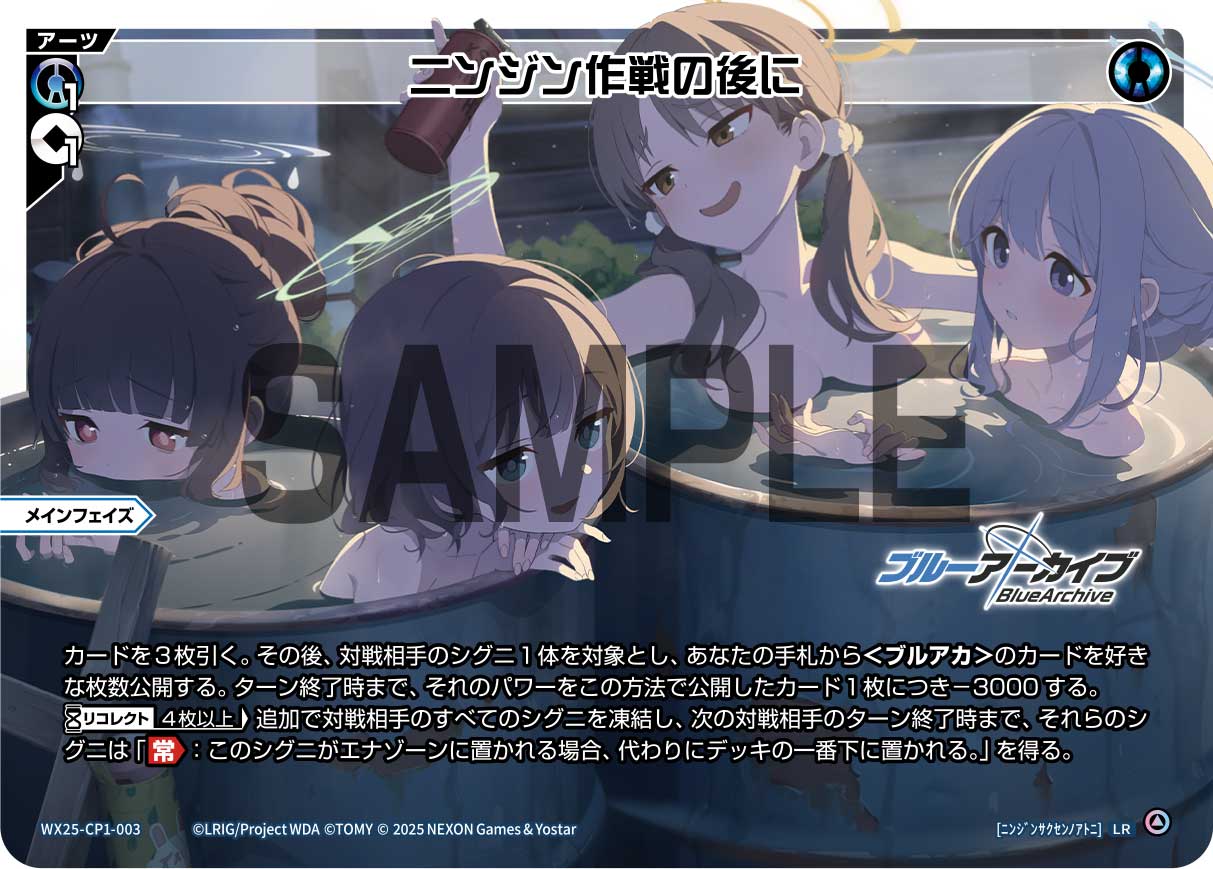 アーツ
ニンジン作戦の後に
1
1
SAMPLE
メインフェイズ
ブルーアーカイブ
BlueArchive
カードを３枚引く。その後、対戦相手のシグニ１体を対象とし、あなたの手札から<ブルアカ>のカードを好き
な枚数公開する。ターン終了時まで、それのパワーをこの方法で公開したカード１枚につき－3000する。
リコレクト 4枚以上 追加で対戦相手のすべてのシグニを凍結し、次の対戦相手のターン終了時まで、それらのシ
グニは「常：このシグニがエナゾーンに置かれる場合、代わりにデッキの一番下に置かれる。」を得る。
WX25-CP1-003 ©LRIG/Project WDA ©TOMY © 2025 NEXON Games & Yostar [ﾆﾝｼﾞﾝｻｸｾﾝﾉｱﾄﾆ] LR